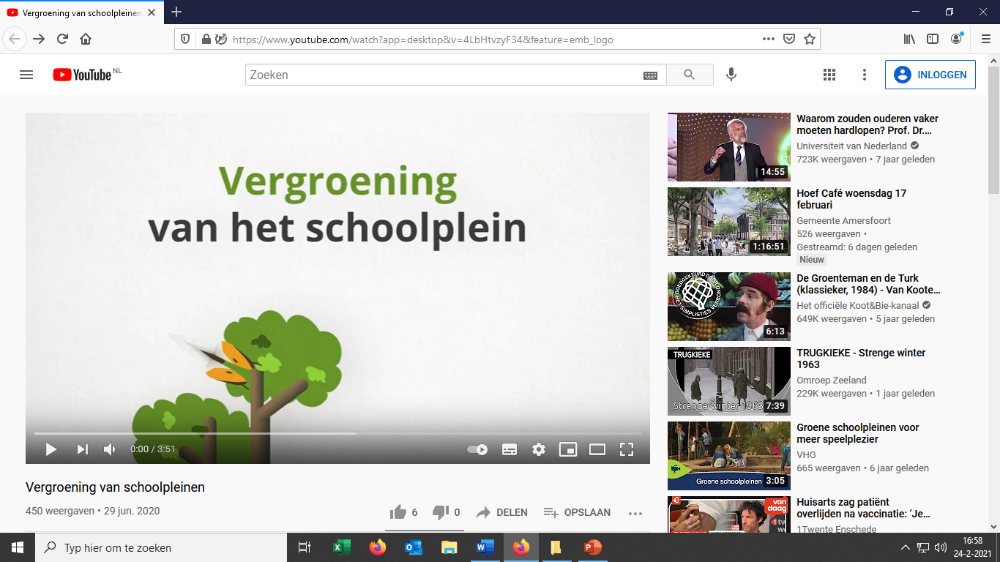 Vergroening van schoolpleinen
https://www.youtube.com/watch?app=desktop&v=4LbHtvzyF34&feature=emb_logo
YouTube NL
Zoeken
INLOGGEN
Vergroening
van het schoolplein
0:00 / 3:51
Vergroening van schoolpleinen
450 weergaven • 29 jun. 2020
6
0
DELEN
OPSLAAN
14:55
Waarom zouden ouderen vaker
moeten hardlopen? Prof. Dr....
Universiteit van Nederland
723K weergaven • 7 jaar geleden
1:16:51
Hoef Café woensdag 17
februari
Gemeente Amersfoort
526 weergaven •
Gestreamd: 6 dagen geleden
Nieuw
6:13
De Groenteman en de Turk
(klassieker, 1984) - Van Koote...
Het officiële Koot&Bie-kanaal
649K weergaven • 5 jaar geleden
TRUGKIEKE
Strenge winter 1963
7:39
TRUGKIEKE - Strenge winter
1963
Omroep Zeeland
229K weergaven • 1 jaar geleden
Groene schoolpleinen
3:05
Groene schoolpleinen voor
meer speelplezier
VHG
665 weergaven • 6 jaar geleden
van
daag
Huisarts zag patiënt
overlijden na vaccinatie: ‘Je...
1Twente Enschede
Typ hier om te zoeken
16:58
24-2-2021